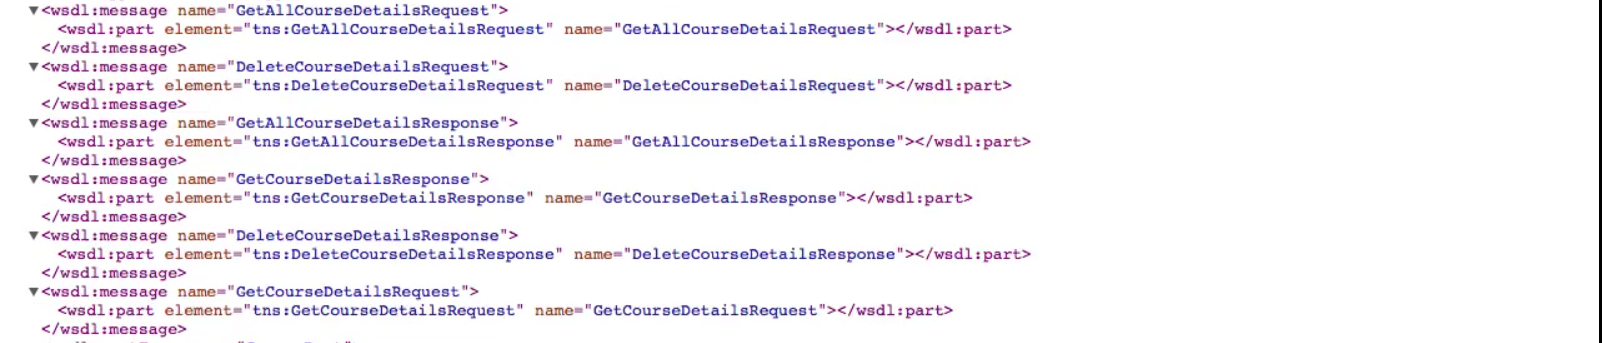 ▼<wsdl:message name="GetAllCourseDetailsRequest">
<wsdl:part element="tns:GetAllCourseDetailsRequest" name="GetAllCourseDetailsRequest"></wsdl:part>
</wsdl:message>
▼<wsdl:message name="DeleteCourseDetailsRequest">
<wsdl:part element="tns:DeleteCourseDetailsRequest" name="DeleteCourseDetailsRequest"></wsdl:part>
</wsdl:message>
▼<wsdl:message name="GetAllCourseDetailsResponse">
<wsdl:part element="tns:GetAllCourseDetailsResponse" name="GetAllCourseDetailsResponse"></wsdl:part>
</wsdl:message>
▼<wsdl:message name="GetCourseDetailsResponse">
<wsdl:part element="tns:GetCourseDetailsResponse" name="GetCourseDetailsResponse"></wsdl:part>
</wsdl:message>
▼<wsdl:message name="DeleteCourseDetailsResponse">
<wsdl:part element="tns:DeleteCourseDetailsResponse" name="DeleteCourseDetailsResponse"></wsdl:part>
</wsdl:message>
▼<wsdl:message name="GetCourseDetailsRequest">
<wsdl:part element="tns:GetCourseDetailsRequest" name="GetCourseDetailsRequest"></wsdl:part>
</wsdl:message>